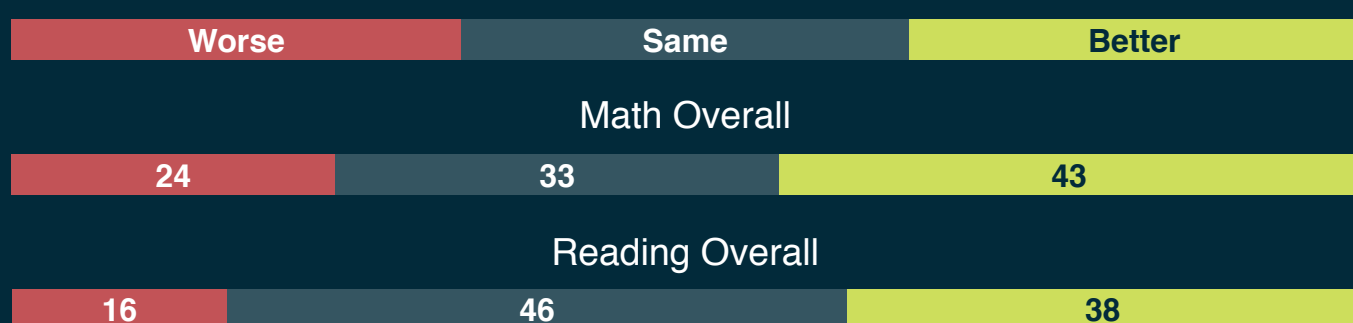 Worse Same Better
Math Overall
24 33 43
Reading Overall
16 46 38